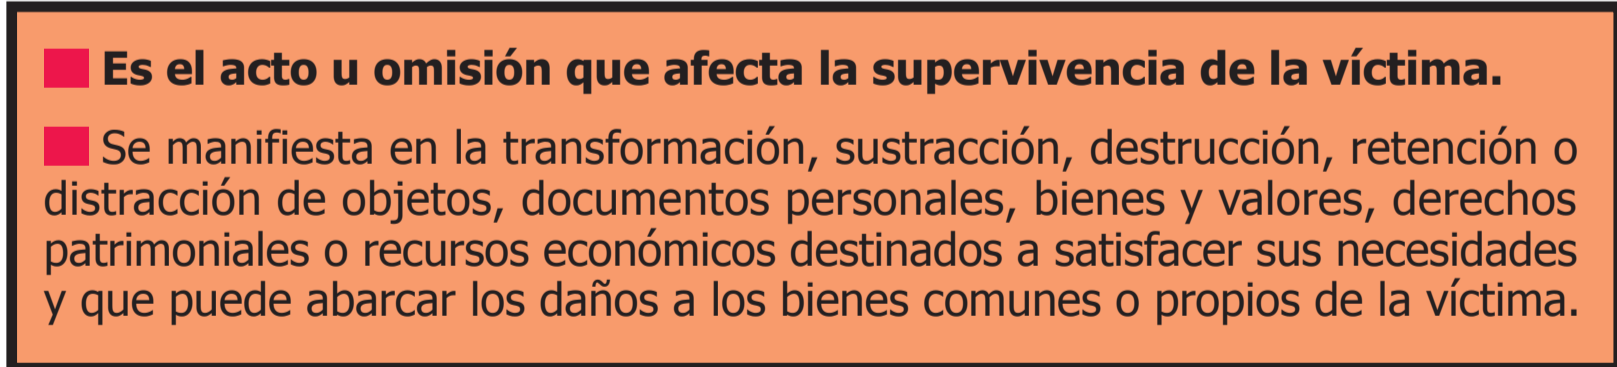 Es el acto u omisión que afecta la supervivencia de la víctima.
Se manifiesta en la transformación, sustracción, destrucción, retención o
distracción de objetos, documentos personales, bienes y valores, derechos
patrimoniales o recursos económicos destinados a satisfacer sus necesidades
y que puede abarcar los daños a los bienes comunes o propios de la víctima.